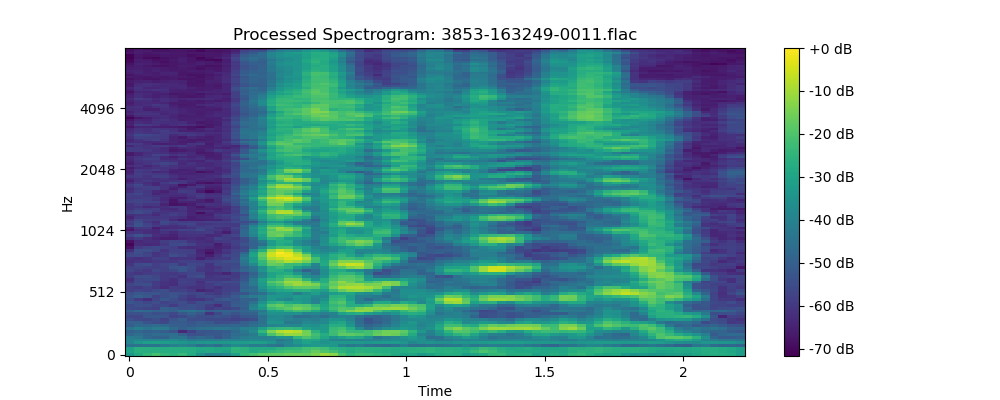 Processed Spectrogram: 3853-163249-0011.flac
Hz
4096
2048
1024
512
0
0
0.5
1
1.5
2
Time
+0 dB
-10 dB
-20 dB
-30 dB
-40 dB
-50 dB
-60 dB
-70 dB